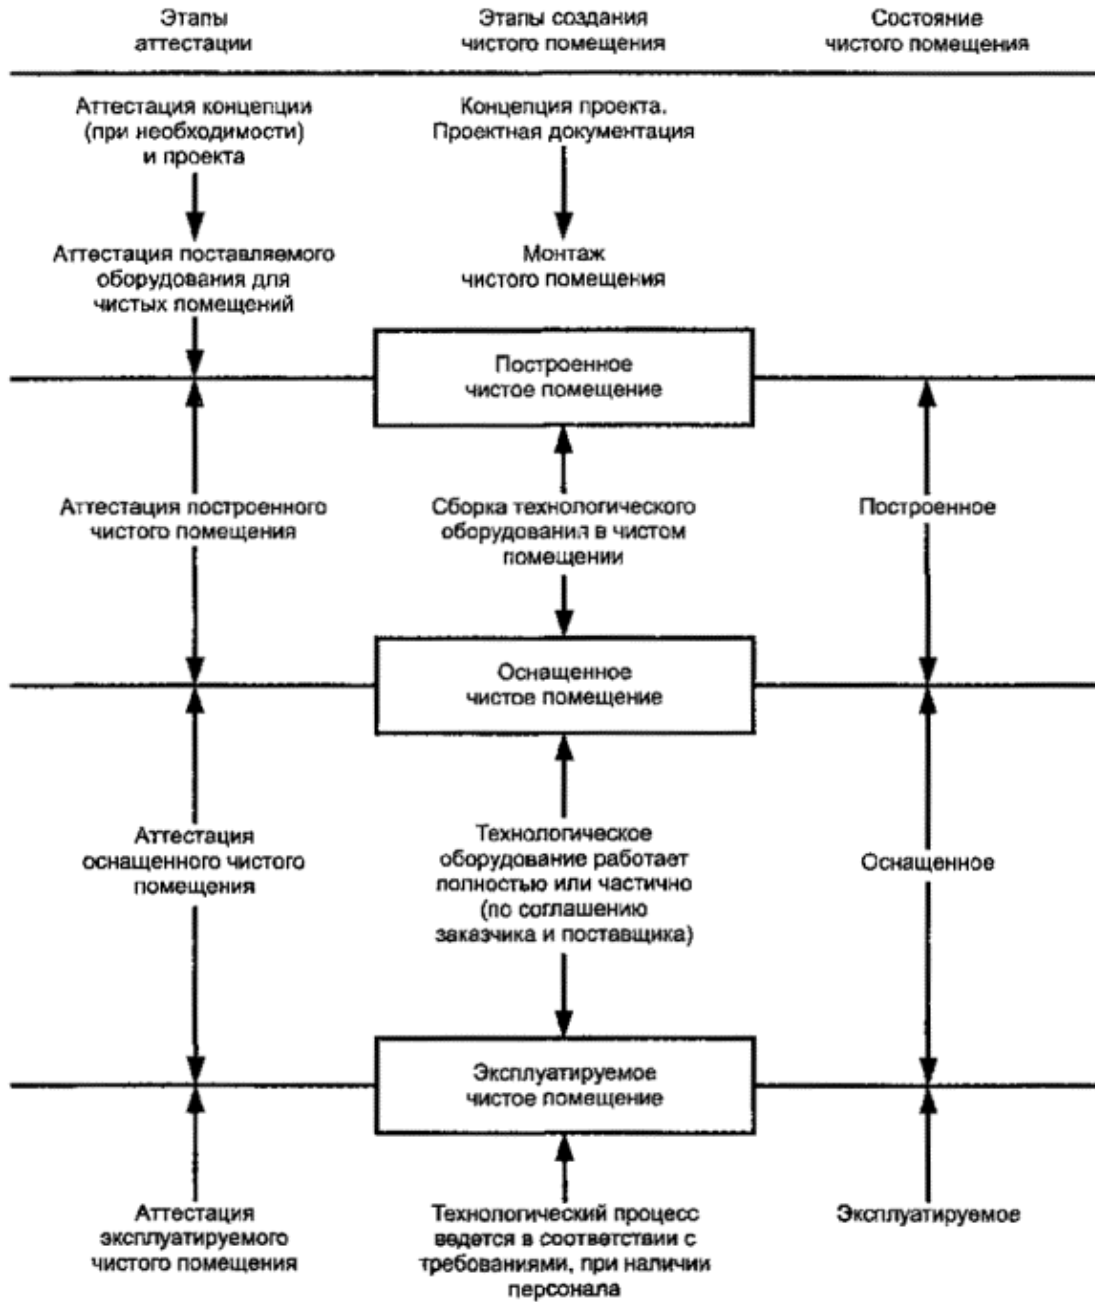 Этапы
аттестации
Этапы создания
чистого помещения
Состояние
чистого помещения
Аттестация концепции
(при необходимости)
и проекта
Концепция проекта.
Проектная документация
Аттестация поставляемого
оборудования для
чистых помещений
Монтаж
чистого помещения
Построенное
чистое помещение
Аттестация построенного
чистого помещения
Сборка технологического
оборудования в чистом
помещении
Построенное
Оснащенное
чистое помещение
Аттестация
оснащенного чистого
помещения
Технологическое
оборудование работает
полностью или частично
(по соглашению
заказчика и поставщика)
Оснащенное
Эксплуатируемое
чистое помещение
Аттестация
эксплуатируемого
чистого помещения
Технологический процесс
ведется в соответствии с
требованиями, при наличии
персонала
Эксплуатируемое